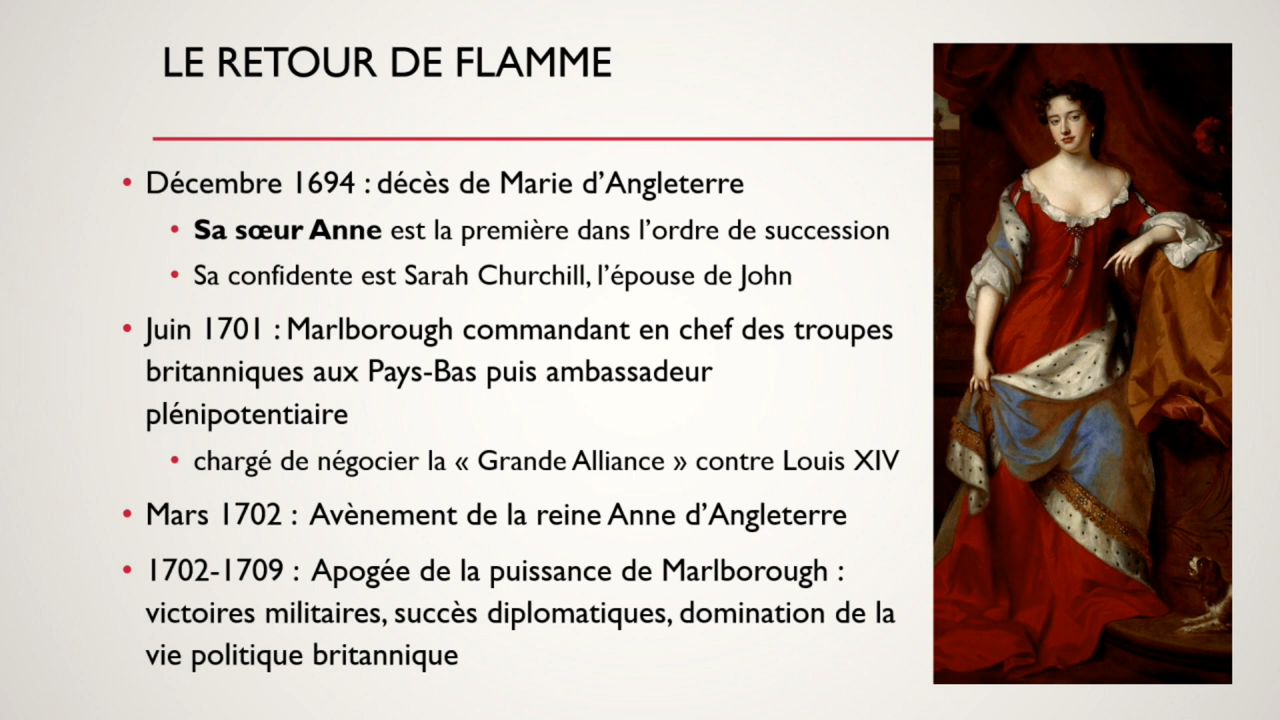 LE RETOUR DE FLAMME
• Décembre 1694 : décès de Marie d’Angleterre
• Sa sœur Anne est la première dans l’ordre de succession
• Sa confidente est Sarah Churchill, l’épouse de John
• Juin 1701 : Marlborough commandant en chef des troupes
britanniques aux Pays-Bas puis ambassadeur
plénipotentiaire
• chargé de négocier la « Grande Alliance » contre Louis XIV
• Mars 1702 : Avènement de la reine Anne d’Angleterre
• 1702-1709 : Apogée de la puissance de Marlborough :
victoires militaires, succès diplomatiques, domination de la
vie politique britannique